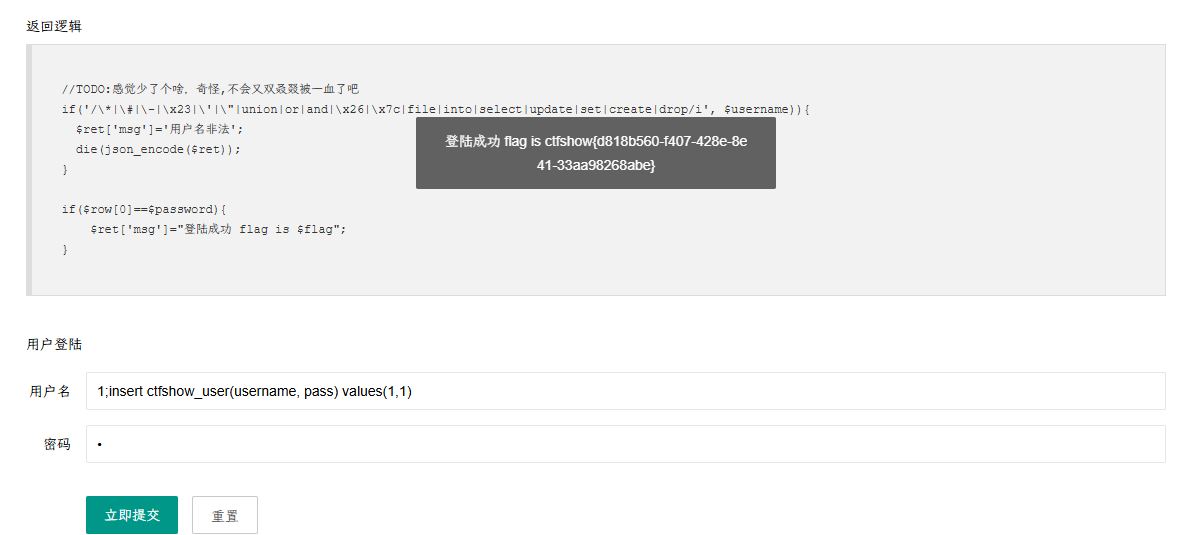 返回逻辑
//TODO:感觉少了个啥，奇怪,不会又双叒叕被一血了吧
if('/\*|\#|\-|\x23|\'|\"|union|or|and|\x26|\x7c|file|into|select|update|set|create|drop/i', $username)){
$ret['msg']='用户名非法';
die(json_encode($ret));
}
登陆成功 flag is ctfshow{d818b560-f407-428e-8e
41-33aa98268abe}
if($row[0]==$password){
$ret['msg']="登陆成功 flag is $flag";
}
用户登陆
用户名 1;insert ctfshow_user(username, pass) values(1,1)
密码 •
立即提交 重置